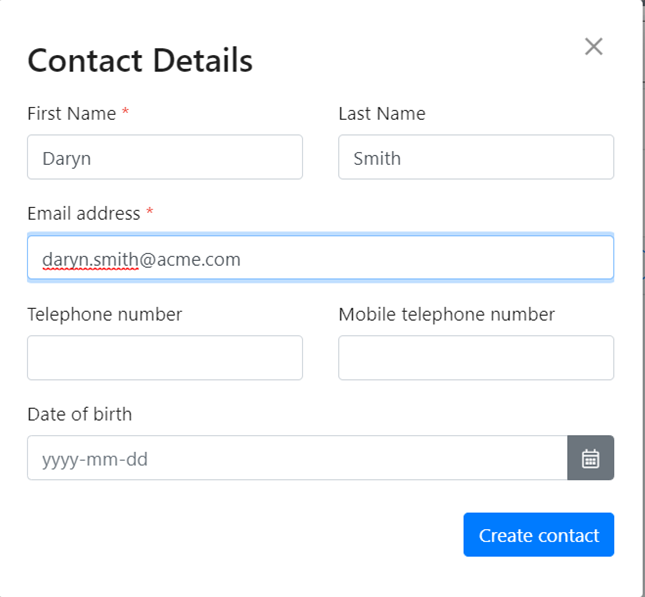 Contact Details
First Name * Last Name
Daryn Smith
Email address *
daryn.smith@acme.com
Telephone number Mobile telephone number
Date of birth
yyyy-mm-dd
Create contact